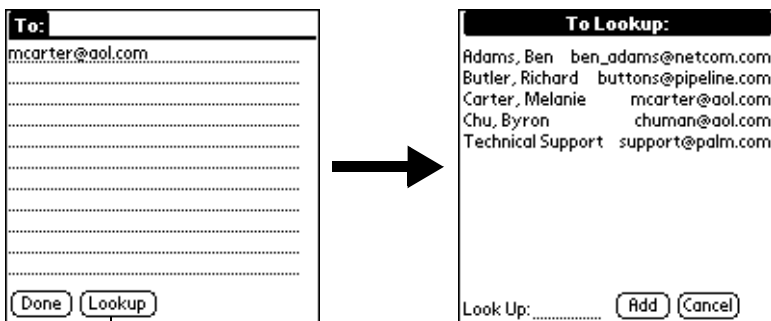 To:
mcarter@aol.com
Done Lookup
To Lookup:
Adams, Ben ben_adams@netcom.com
Butler, Richard buttons@pipeline.com
Carter, Melanie mcarter@aol.com
Chu, Byron chuman@aol.com
Technical Support support@palm.com
Look Up: Add Cancel